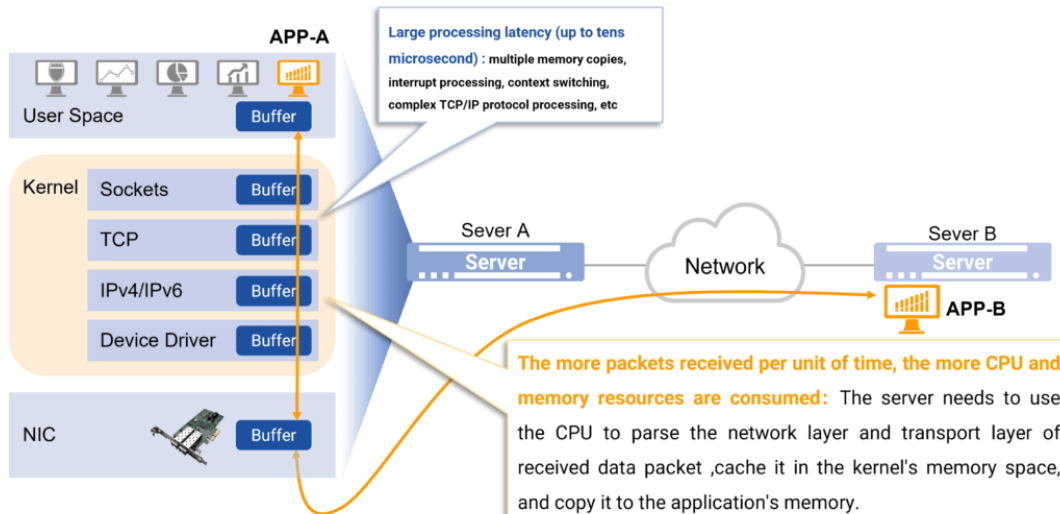 APP-A
Large processing latency (up to tens
microsecond) : multiple memory copies,
interrupt processing, context switching,
complex TCP/IP protocol processing, etc
User Space
Buffer
Kernel
Sockets
Buffer
TCP
Buffer
IPv4/IPv6
Buffer
Device Driver
Buffer
NIC
Buffer
Sever A
Server
Network
Sever B
Server
APP-B
The more packets received per unit of time, the more CPU and
memory resources are consumed: The server needs to use
the CPU to parse the network layer and transport layer of
received data packet ,cache it in the kernel's memory space,
and copy it to the application's memory.